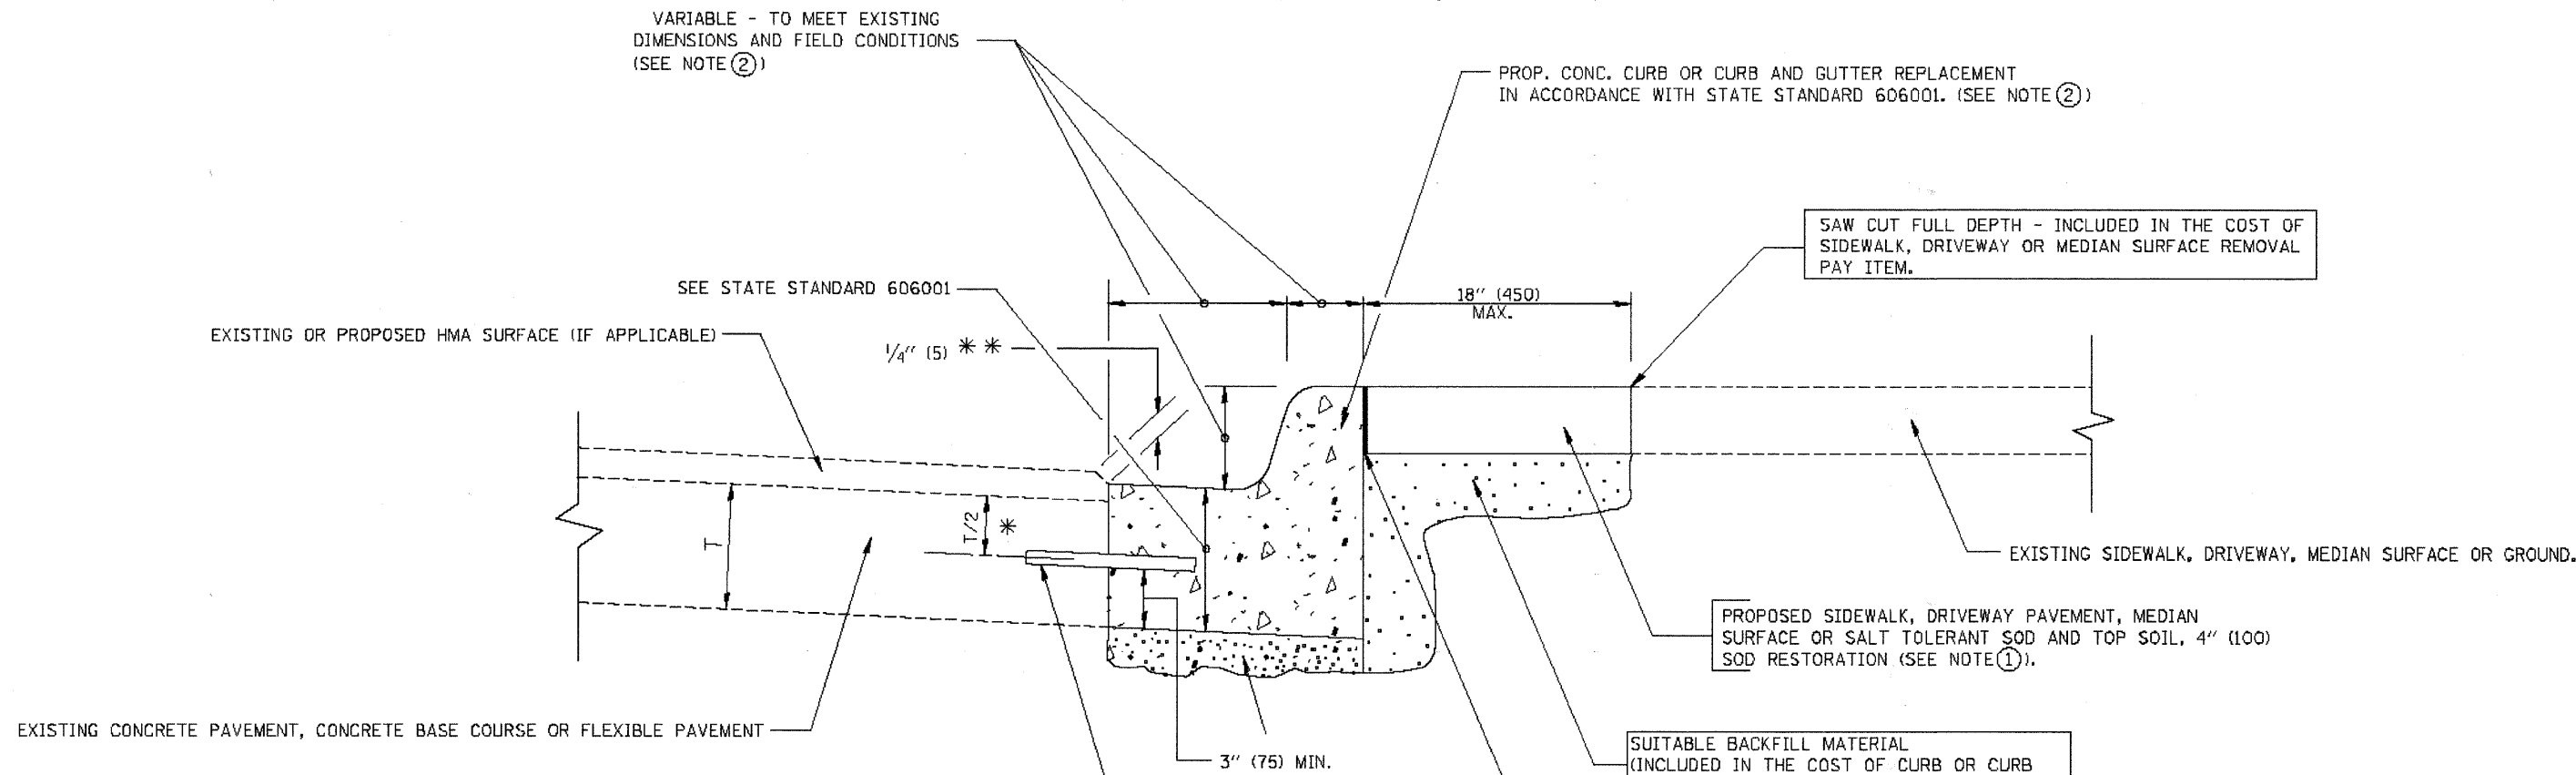 VARIABLE - TO MEET EXISTING
DIMENSIONS AND FIELD CONDITIONS
(SEE NOTE ②)
PROP. CONC. CURB OR CURB AND GUTTER REPLACEMENT
IN ACCORDANCE WITH STATE STANDARD 606001. (SEE NOTE ②)
SAW CUT FULL DEPTH - INCLUDED IN THE COST OF
SIDEWALK, DRIVEWAY OR MEDIAN SURFACE REMOVAL
PAY ITEM.
SEE STATE STANDARD 606001
18" (450)
MAX.
EXISTING OR PROPOSED HMA SURFACE (IF APPLICABLE)
1/4" (5) * *
T
T/2 *
EXISTING SIDEWALK, DRIVEWAY, MEDIAN SURFACE OR GROUND.
PROPOSED SIDEWALK, DRIVEWAY PAVEMENT, MEDIAN
SURFACE OR SALT TOLERANT SOD AND TOP SOIL, 4" (100)
SOD RESTORATION (SEE NOTE ①).
EXISTING CONCRETE PAVEMENT, CONCRETE BASE COURSE OR FLEXIBLE PAVEMENT
3" (75) MIN.
SUITABLE BACKFILL MATERIAL
(INCLUDED IN THE COST OF CURB OR CURB